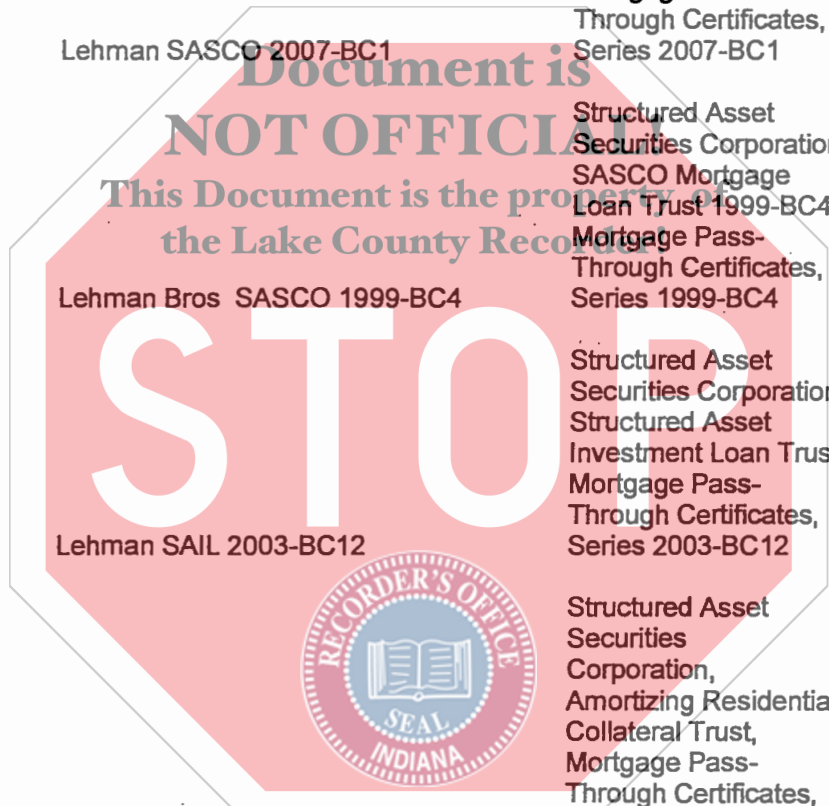 Through Certificates,
Lehman SASCO 2007-BC1 Series 2007-BC1
Document is
NOT OFFICIAL!
This Document is the property of
the Lake County Recorder!
Structured Asset
Securities Corporation
SASCO Mortgage
Loan Trust 1999-BC4
Mortgage Pass-
Through Certificates,
Lehman Bros SASCO 1999-BC4 Series 1999-BC4
STOP
Structured Asset
Securities Corporation
Structured Asset
Investment Loan Trus
Mortgage Pass-
Through Certificates,
Lehman SAIL 2003-BC12 Series 2003-BC12
RECORDER'S OFFICE
SEAL
INDIANA
Structured Asset
Securities
Corporation,
Amortizing Residentia
Collateral Trust,
Mortgage Pass-
Through Certificates,